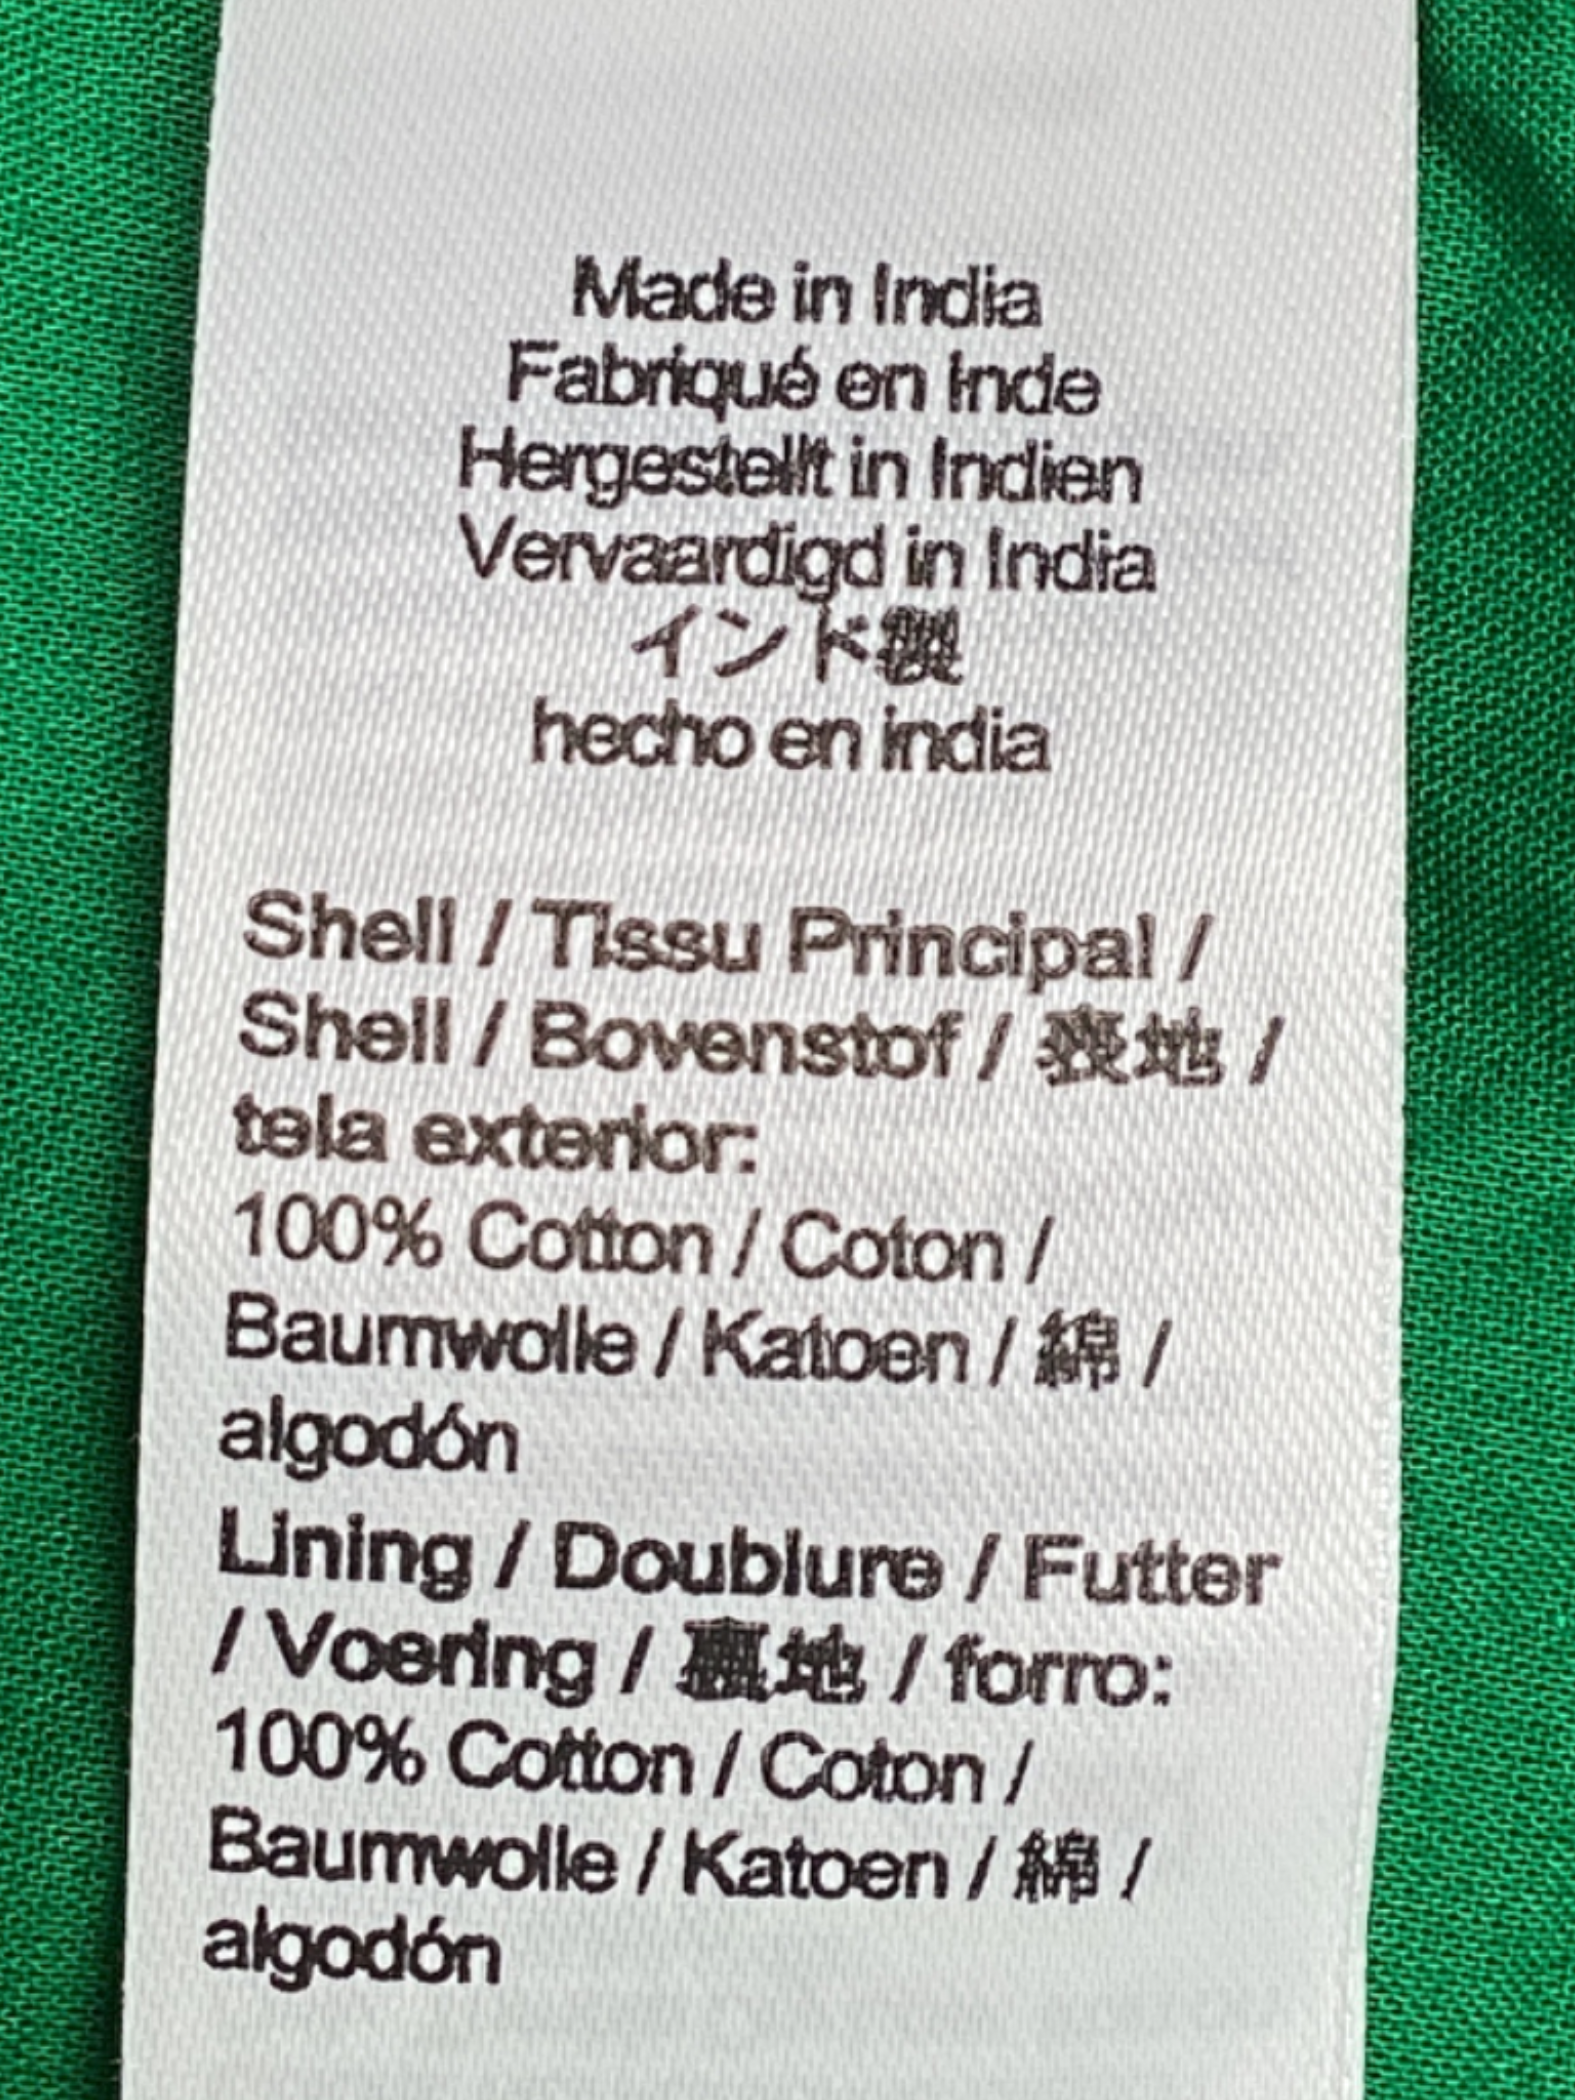 Made in India
Fabriqué en Inde
Hergestellt in Indien
Vervaardigd in India
インド製
hecho en india
Shell / Tissu Principal /
Shell / Bovenstof / 表地 /
tela exterior:
100% Cotton / Coton /
Baumwolle / Katoen / 綿 /
algodón
Lining / Doublure / Futter
/ Voering / 裏地 / forro:
100% Cotton / Coton /
Baumwolle / Katoen / 綿 /
algodón